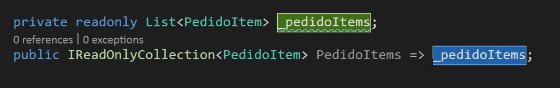 private readonly List<PedidoItem> _pedidoItems;
0 references | 0 exceptions
public IReadOnlyCollection<PedidoItem> PedidoItems => _pedidoItems;